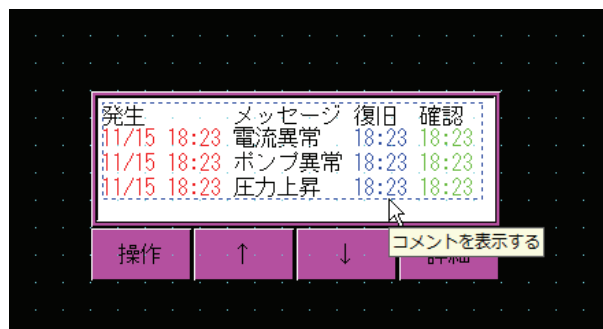 発生 メッセージ 復旧 確認
11/15 18:23 電流異常 18:23 18:23
11/15 18:23 ポンプ異常 18:23 18:23
11/15 18:23 圧力上昇 18:23 18:23
操作 ↑ ↓ 詳細
コメントを表示する